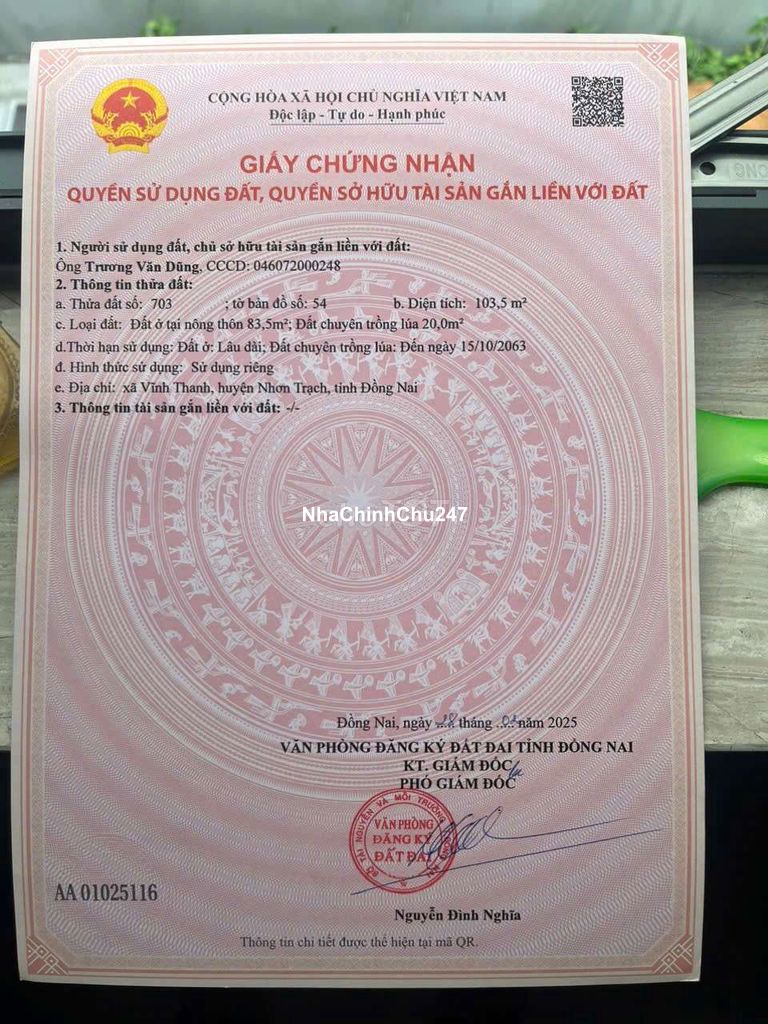 CỘNG HÒA XÃ HỘI CHỦ NGHĨA VIỆT NAM
Độc lập - Tự do - Hạnh phúc
GIẤY CHỨNG NHẬN
QUYỀN SỬ DỤNG ĐẤT, QUYỀN SỞ HỮU TÀI SẢN GẮN LIỀN VỚI ĐẤT
1. Người sử dụng đất, chủ sở hữu tài sản gắn liền với đất:
Ông Trương Văn Dũng, CCCD: 046072000248
2. Thông tin thửa đất:
a. Thửa đất số: 703 ; tờ bản đồ số: 54 b. Diện tích: 103,5 m²
c. Loại đất: Đất ở tại nông thôn 83,5m²; Đất chuyên trồng lúa 20,0m²
d.Thời hạn sử dụng: Đất ở: Lâu dài; Đất chuyên trồng lúa: Đến ngày 15/10/2063
đ. Hình thức sử dụng: Sử dụng riêng
e. Địa chỉ: xã Vĩnh Thanh, huyện Nhơn Trạch, tỉnh Đồng Nai
3. Thông tin tài sản gắn liền với đất: -/-
NhaChinhChu247
Đồng Nai, ngày 28 tháng năm 2025
VĂN PHÒNG ĐĂNG KÝ ĐẤT ĐAI TỈNH ĐỒNG NAI
KT. GIÁM ĐỐC
PHÓ GIÁM ĐỐC
TÀI NGUYÊN VÀ MÔI TRƯỜNG
VĂN PHÒNG
ĐĂNG KÝ
ĐẤT ĐAI
AA 01025116
Nguyễn Đình Nghĩa
Thông tin chi tiết được thể hiện tại mã QR.